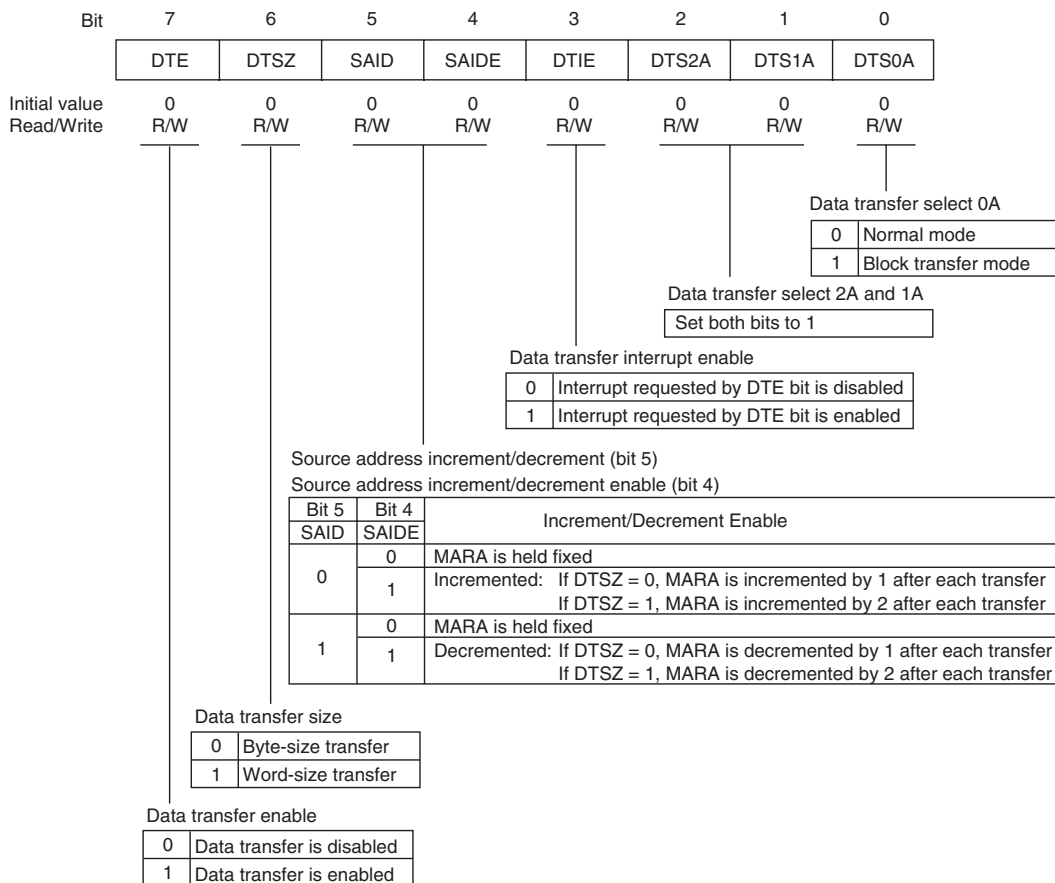 Bit 7 6 5 4 3 2 1 0
DTE DTSZ SAID SAIDE DTIE DTS2A DTS1A DTS0A
Initial value 0 0 0 0 0 0 0 0
Read/Write R/W R/W R/W R/W R/W R/W R/W R/W
Data transfer select 0A
0 Normal mode
1 Block transfer mode
Data transfer select 2A and 1A
Set both bits to 1
Data transfer interrupt enable
0 Interrupt requested by DTE bit is disabled
1 Interrupt requested by DTE bit is enabled
Source address increment/decrement (bit 5)
Source address increment/decrement enable (bit 4)
Bit 5 Bit 4 Increment/Decrement Enable
SAID SAIDE
0 0 MARA is held fixed
1 Incremented: If DTSZ = 0, MARA is incremented by 1 after each transfer
If DTSZ = 1, MARA is incremented by 2 after each transfer
1 0 MARA is held fixed
1 Decremented: If DTSZ = 0, MARA is decremented by 1 after each transfer
If DTSZ = 1, MARA is decremented by 2 after each transfer
Data transfer size
0 Byte-size transfer
1 Word-size transfer
Data transfer enable
0 Data transfer is disabled
1 Data transfer is enabled